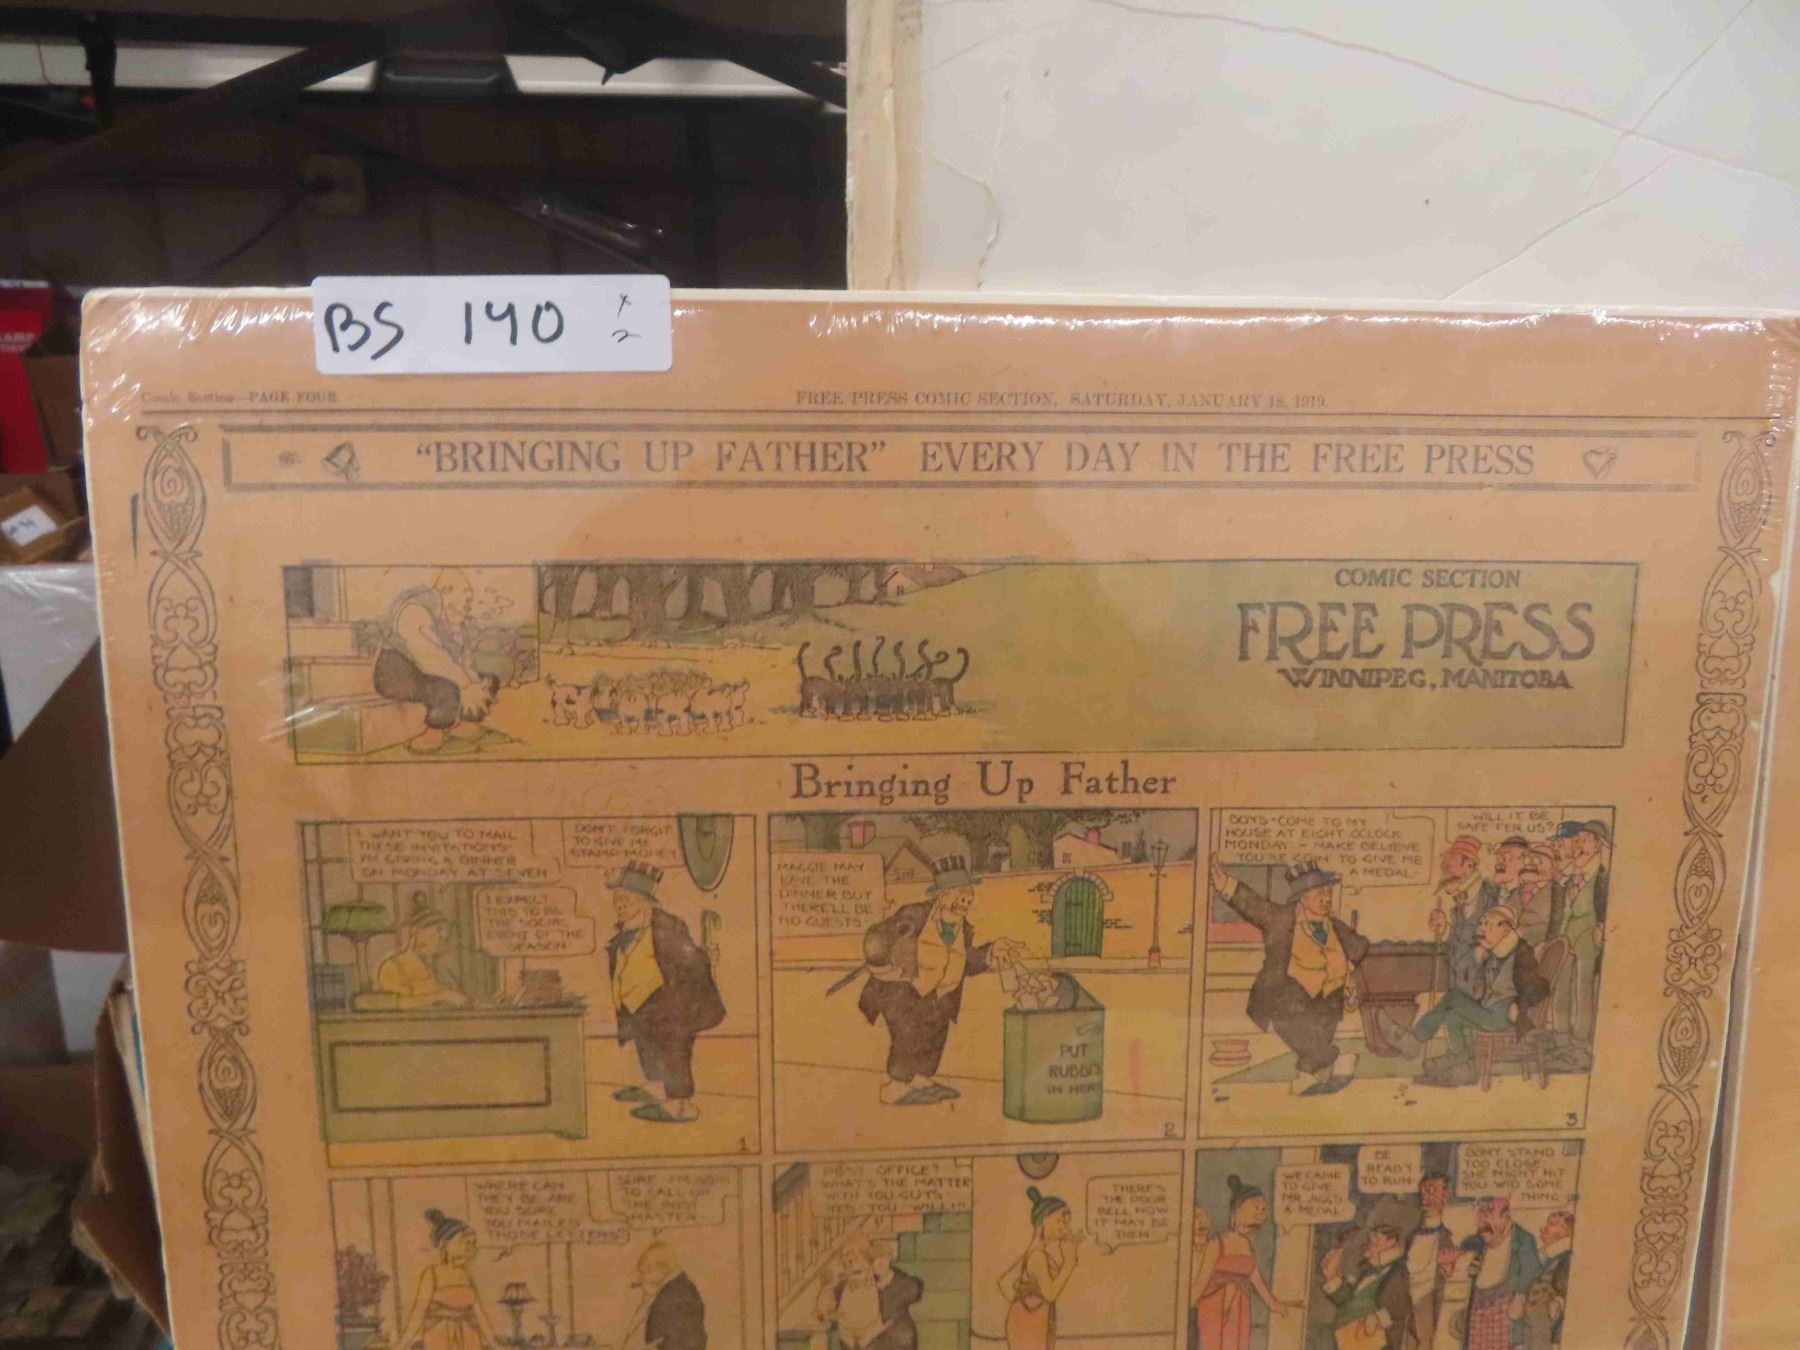 BS 140 x 2
Comic Section—PAGE FOUR
FREE PRESS COMIC SECTION, SATURDAY, JANUARY 18, 1919.
"BRINGING UP FATHER" EVERY DAY IN THE FREE PRESS
COMIC SECTION
FREE PRESS
WINNIPEG, MANITOBA
Bringing Up Father
I WANT YOU TO MAIL
THESE INVITATIONS-
I'M GIVING A DINNER
ON MONDAY AT SEVEN-
DON'T FORGIT
TO GIVE ME
STAMP MONEY
I EXPECT
THIS TO BE
THE SOCIAL
EVENT OF THE
SEASON
1
MAGGIE MAY
GIVE THE
DINNER BUT
THERE'LL BE
NO GUESTS
PUT
RUBBIS
IN HER
2
BOYS-COME TO MY
HOUSE AT EIGHT OCLOCK
MONDAY - MAKE BELIEVE
YOU'RE GOIN' TO GIVE ME
A MEDAL-
WILL IT BE
SAFE FER US?
3
WHERE CAN
THEY BE ARE
YOU SURE
YOU MAILED
THOSE LETTERS?
SURE-I'M GOIN'
TO CALL UP
THE POST
MASTER-
POST OFFICE?
WHAT'S THE MATTER
WITH YOU GUYS-
YES-YOU-WILL!!!
THERE'S
THE DOOR
BELL NOW
IT MAY BE
THEM-
WE CAME
TO GIVE
MR JIGGS
A MEDAL-
BE
READY
TO RUN
DON'T STAND
TOO CLOSE-
SHE MIGHT HIT
YOU WID SOME
THING